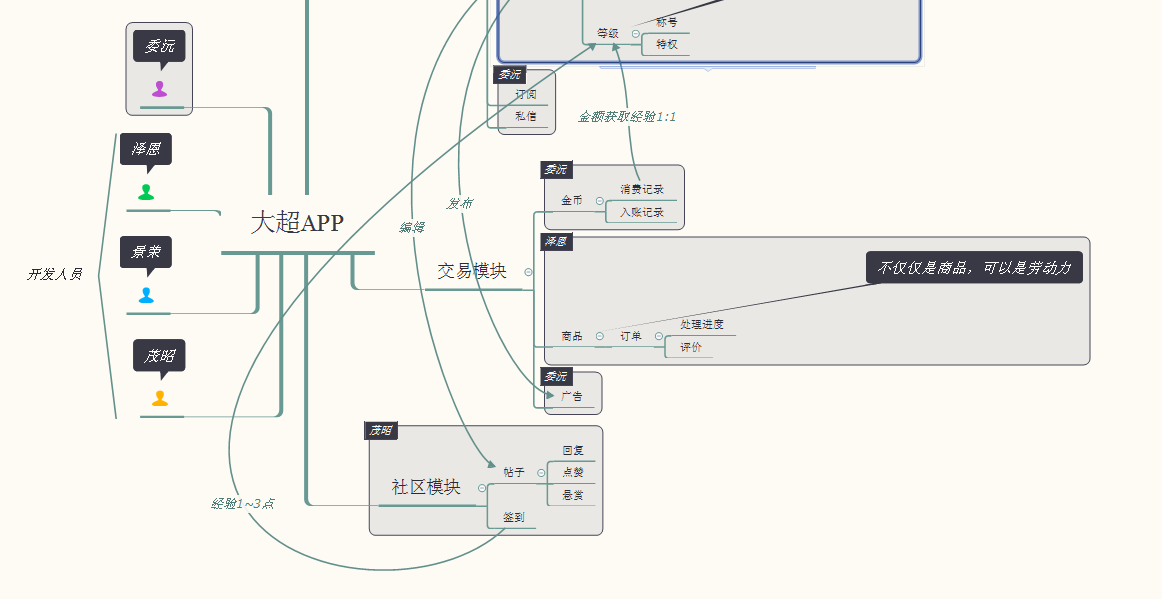 称号
等级
特权
委沅
订阅
私信
金额获取经验1:1
委沅
泽恩
景荣
茂昭
开发人员
大超APP
编缉
发布
交易模块
委沅
金币
消费记录
入账记录
泽恩
不仅仅是商品，可以是劳动力
商品
订单
处理进度
评价
委沅
广告
茂昭
社区模块
帖子
回复
点赞
悬赏
签到
经验1~3点